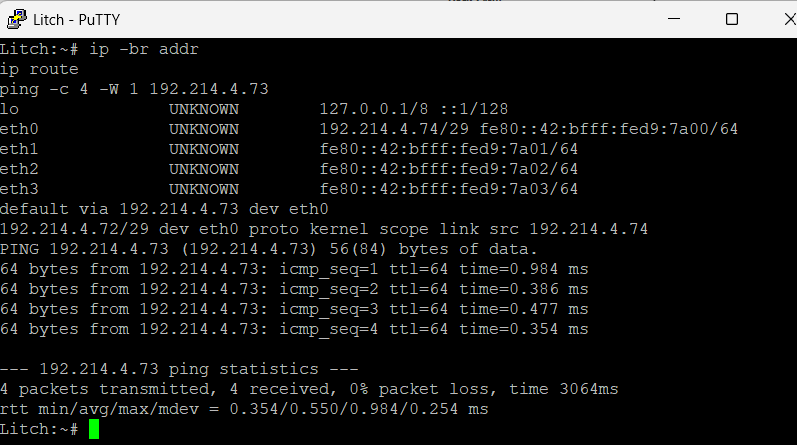 Litch - PuTTY
Litch:~# ip -br addr
ip route
ping -c 4 -W 1 192.214.4.73
lo               UNKNOWN        127.0.0.1/8 ::1/128
eth0             UNKNOWN        192.214.4.74/29 fe80::42:bfff:fed9:7a00/64
eth1             UNKNOWN        fe80::42:bfff:fed9:7a01/64
eth2             UNKNOWN        fe80::42:bfff:fed9:7a02/64
eth3             UNKNOWN        fe80::42:bfff:fed9:7a03/64
default via 192.214.4.73 dev eth0
192.214.4.72/29 dev eth0 proto kernel scope link src 192.214.4.74
PING 192.214.4.73 (192.214.4.73) 56(84) bytes of data.
64 bytes from 192.214.4.73: icmp_seq=1 ttl=64 time=0.984 ms
64 bytes from 192.214.4.73: icmp_seq=2 ttl=64 time=0.386 ms
64 bytes from 192.214.4.73: icmp_seq=3 ttl=64 time=0.477 ms
64 bytes from 192.214.4.73: icmp_seq=4 ttl=64 time=0.354 ms
--- 192.214.4.73 ping statistics ---
4 packets transmitted, 4 received, 0% packet loss, time 3064ms
rtt min/avg/max/mdev = 0.354/0.550/0.984/0.254 ms
Litch:~#